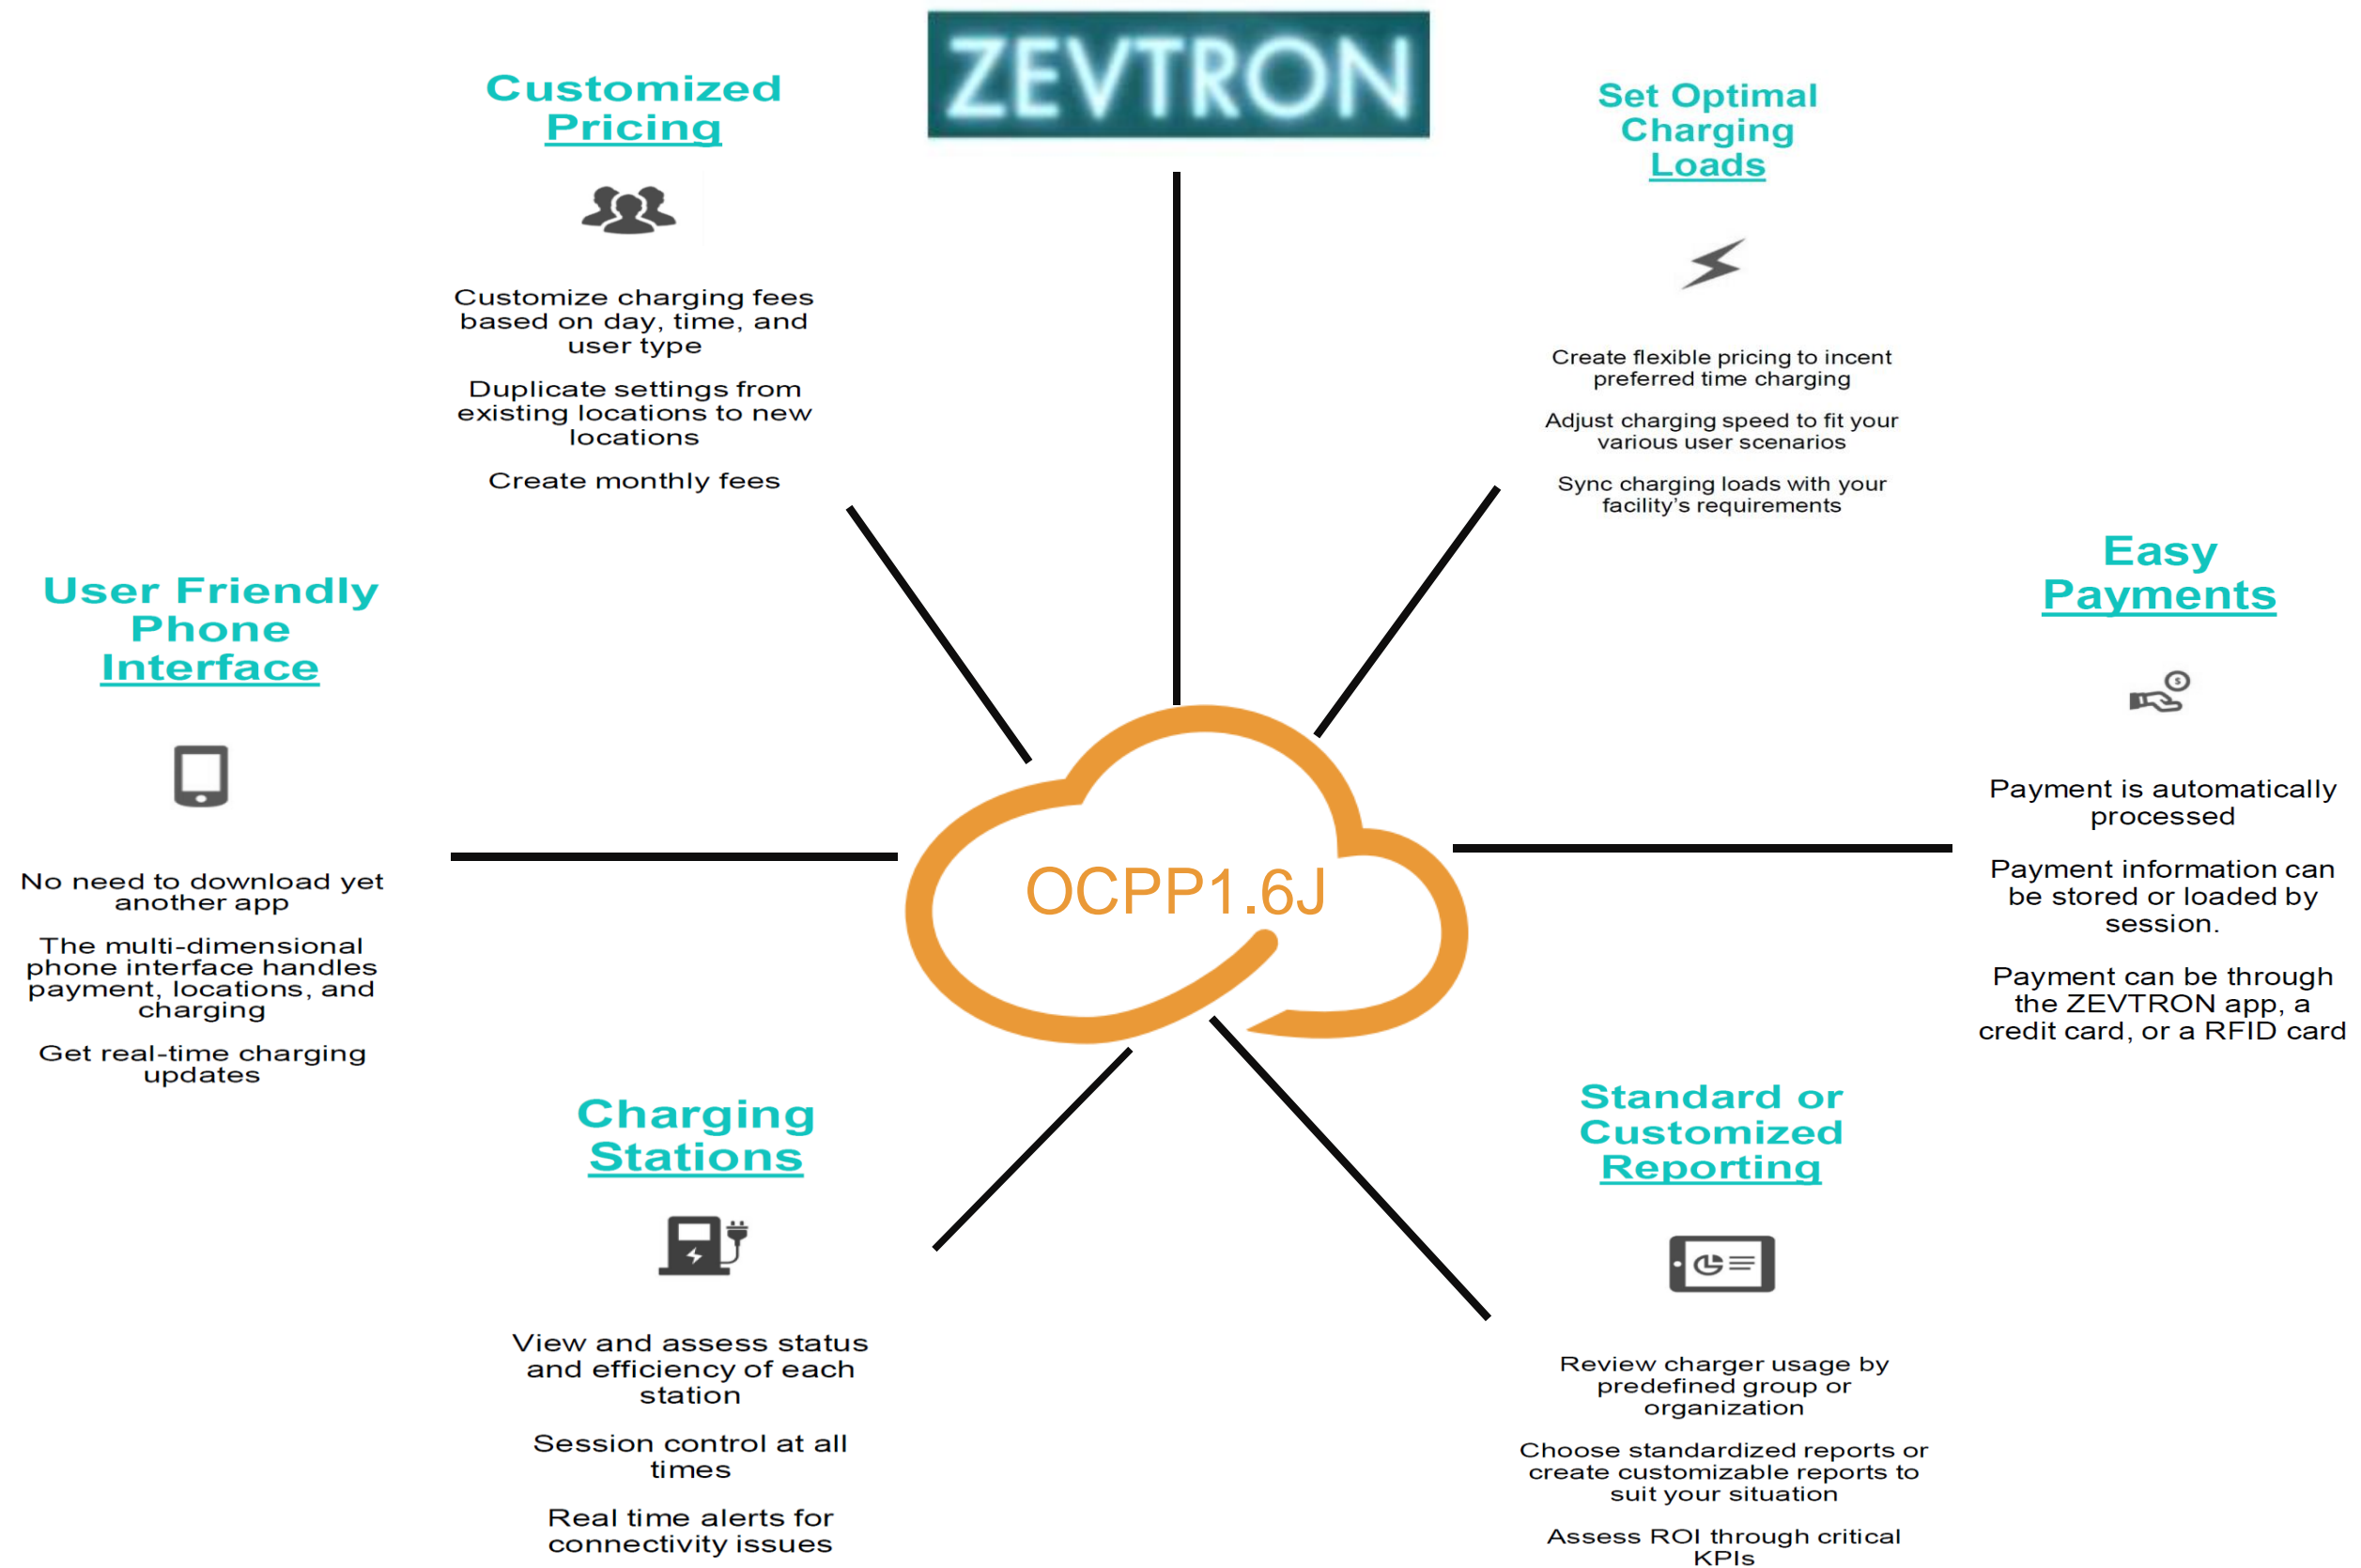 ZEVTRON
Customized
Pricing
Customize charging fees
based on day, time, and
user type
Duplicate settings from
existing locations to new
locations
Create monthly fees
Set Optimal
Charging
Loads
Create flexible pricing to incent
preferred time charging
Adjust charging speed to fit your
various user scenarios
Sync charging loads with your
facility’s requirements
User Friendly
Phone
Interface
No need to download yet
another app
The multi-dimensional
phone interface handles
payment, locations, and
charging
Get real-time charging
updates
OCPP1.6J
Easy
Payments
$
Payment is automatically
processed
Payment information can
be stored or loaded by
session.
Payment can be through
the ZEVTRON app, a
credit card, or a RFID card
Charging
Stations
View and assess status
and efficiency of each
station
Session control at all
times
Real time alerts for
connectivity issues
Standard or
Customized
Reporting
Review charger usage by
predefined group or
organization
Choose standardized reports or
create customizable reports to
suit your situation
Assess ROI through critical
KPIs